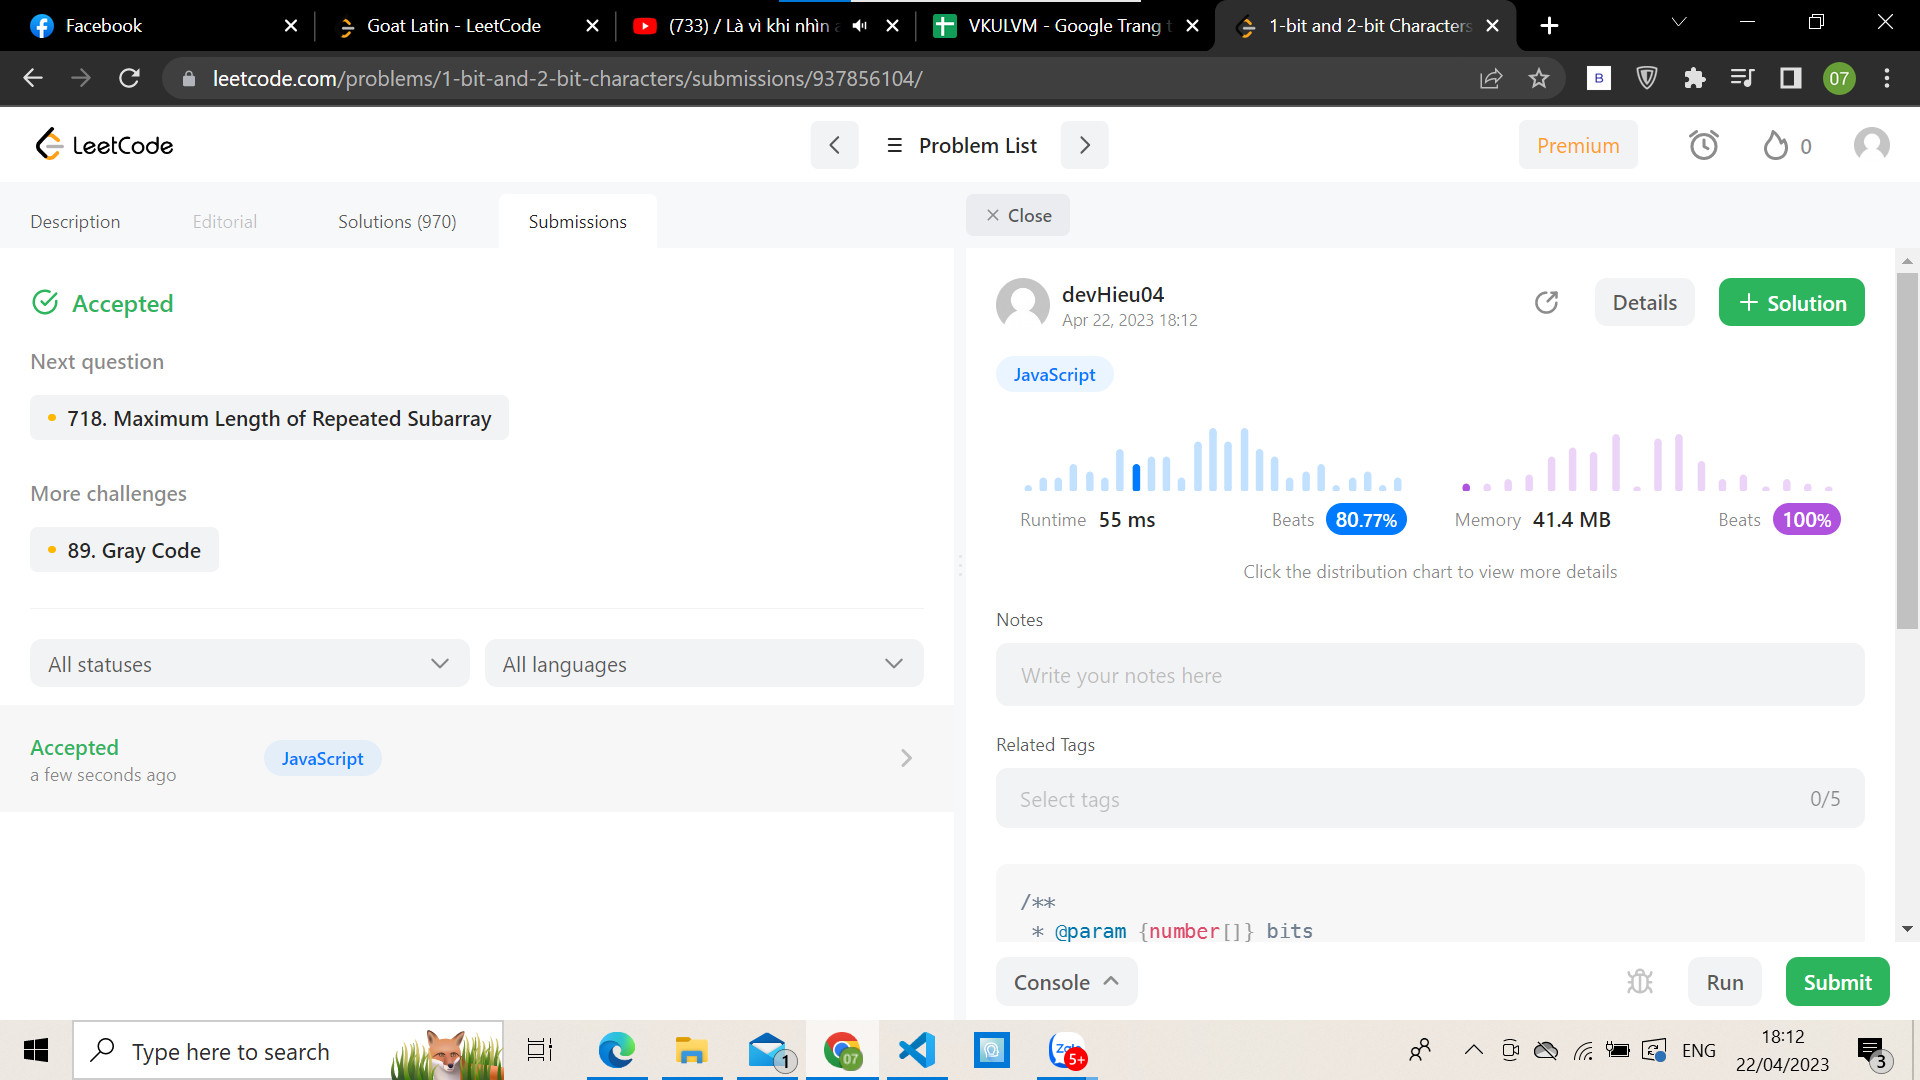 Facebook
Goat Latin - LeetCode
(733) / Là vì khi nhìn
VKULVM - Google Trang t
1-bit and 2-bit Characters
leetcode.com/problems/1-bit-and-2-bit-characters/submissions/937856104/
B
07
LeetCode
Problem List
Premium
0
Description
Editorial
Solutions (970)
Submissions
Close
Accepted
Next question
718. Maximum Length of Repeated Subarray
More challenges
89. Gray Code
All statuses
All languages
Accepted
a few seconds ago
JavaScript
devHieu04
Apr 22, 2023 18:12
Details
+ Solution
JavaScript
Runtime 55 ms
Beats 80.77%
Memory 41.4 MB
Beats 100%
Click the distribution chart to view more details
Notes
Write your notes here
Related Tags
Select tags
0/5
/**
* @param {number[]} bits
Console
Run
Submit
Type here to search
1
07
5+
ENG
18:12
22/04/2023
3